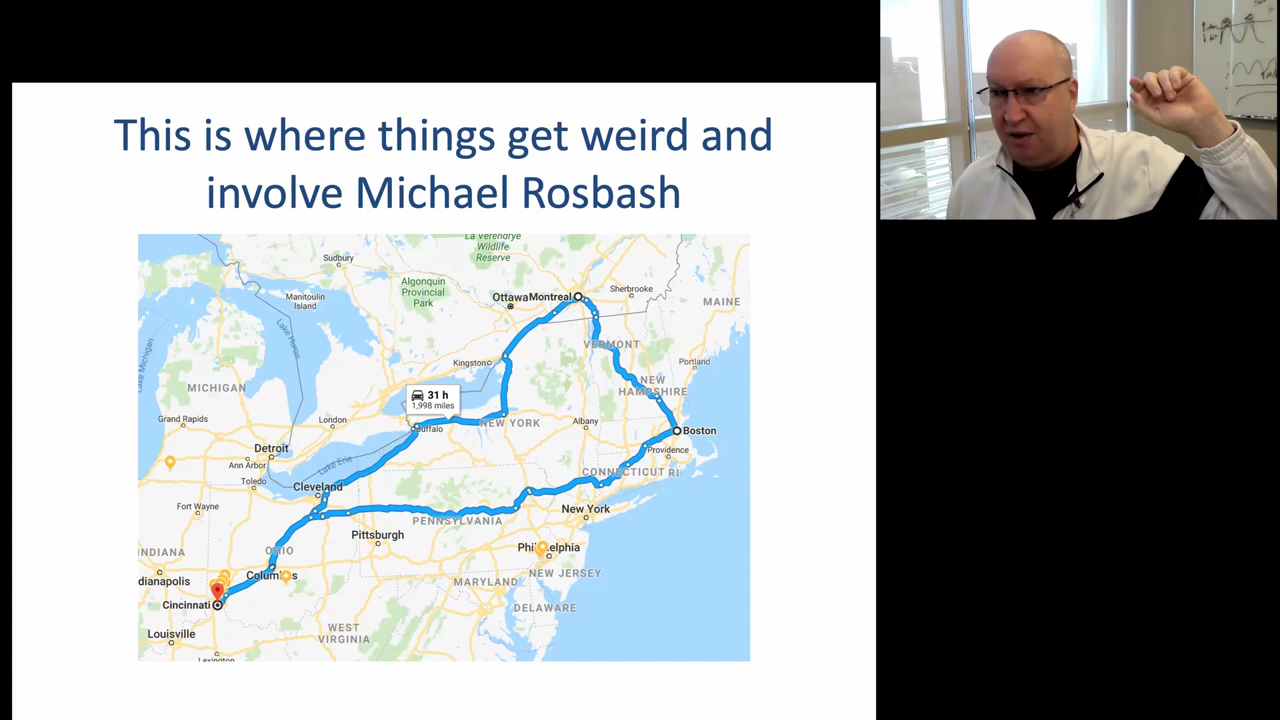 This is where things get weird and
involve Michael Rosbash
La Verendrye
Wildlife
Reserve
Sudbury
Algonquin
Provincial
Park
Manitoulin
Island
Ottawa
Montreal
Sherbrooke
MAINE
Lake Huron
Lake Michigan
VERMONT
Kingston
Portland
MICHIGAN
NEW
HAMPSHIRE
31 h
1,998 miles
Grand Rapids
London
Buffalo
NEW YORK
Albany
Boston
Detroit
Providence
Ann Arbor
Lake Erie
CONNECTICUT RI
Toledo
Cleveland
Fort Wayne
New York
PENNSYLVANIA
Pittsburgh
INDIANA
OHIO
Philadelphia
dianapolis
Columbus
NEW JERSEY
MARYLAND
Cincinnati
DELAWARE
Louisville
WEST
VIRGINIA
Lexington